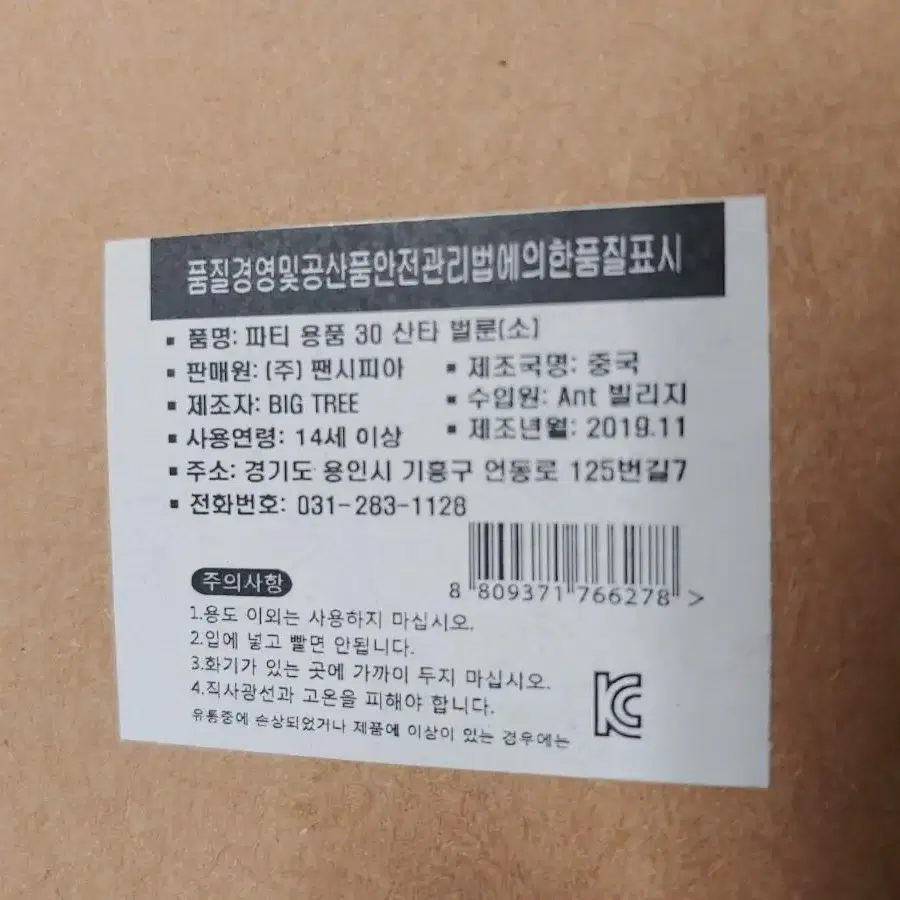 품질경영및공산품안전관리법에의한품질표시
▪ 품명: 파티 용품 30 산타 벌룬(소)
▪ 판매원: (주) 팬시피아 ▪ 제조국명: 중국
▪ 제조자: BIG TREE ▪ 수입원: Ant 빌리지
▪ 사용연령: 14세 이상 ▪ 제조년월: 2019.11
▪ 주소: 경기도 용인시 기흥구 언동로 125번길7
▪ 전화번호: 031-283-1128
8 809371 766278 >
주의사항
1.용도 이외는 사용하지 마십시오.
2.입에 넣고 빨면 안됩니다.
3.화기가 있는 곳에 가까이 두지 마십시오.
4.직사광선과 고온을 피해야 합니다.
유통중에 손상되었거나 제품에 이상이 있는 경우에는
KC